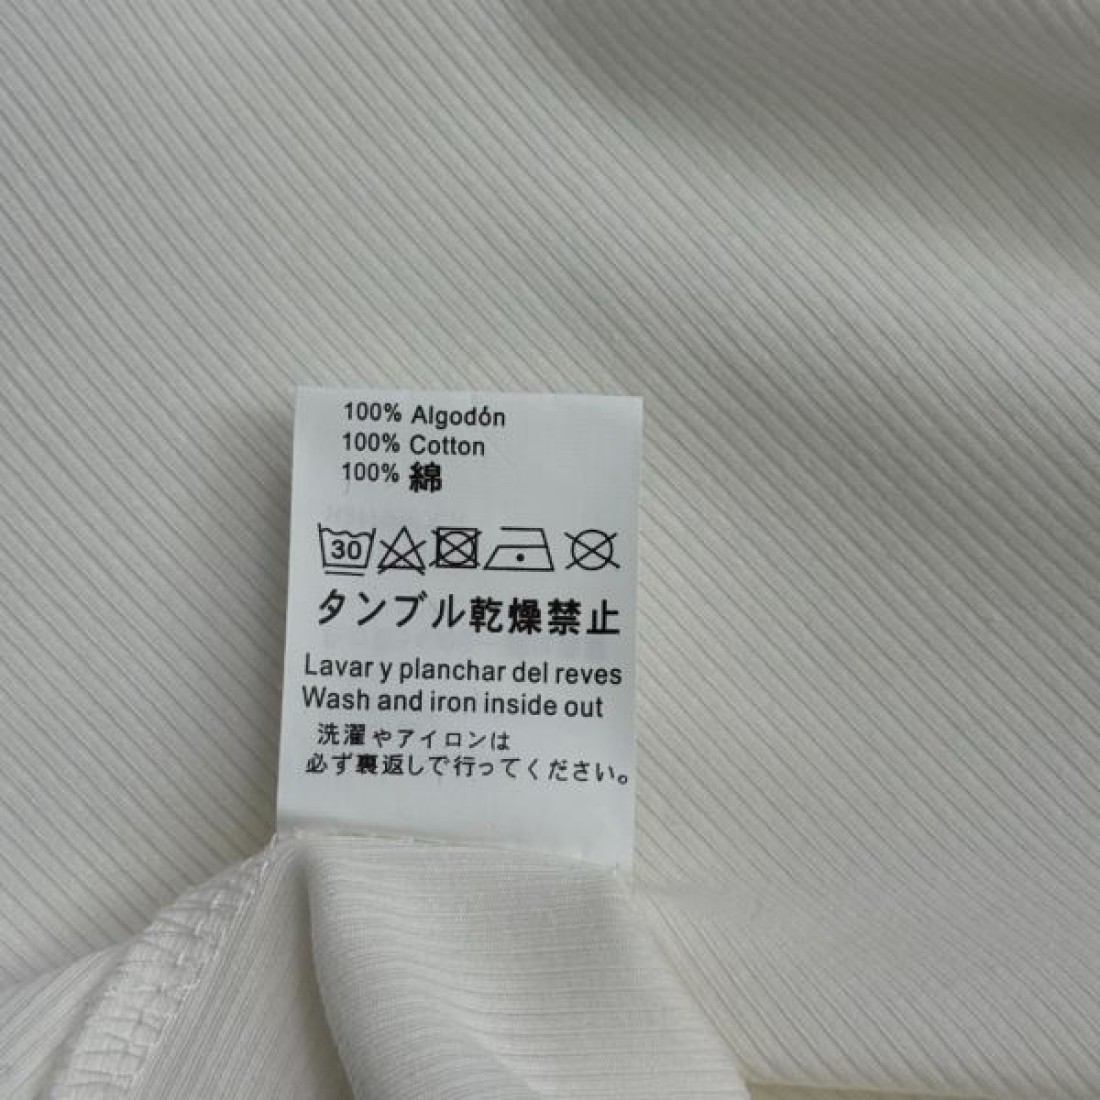 100% Algodón
100% Cotton
100% 綿
30
タンブル乾燥禁止
Lavar y planchar del reves
Wash and iron inside out
洗濯やアイロンは
必ず裏返しで行ってください。